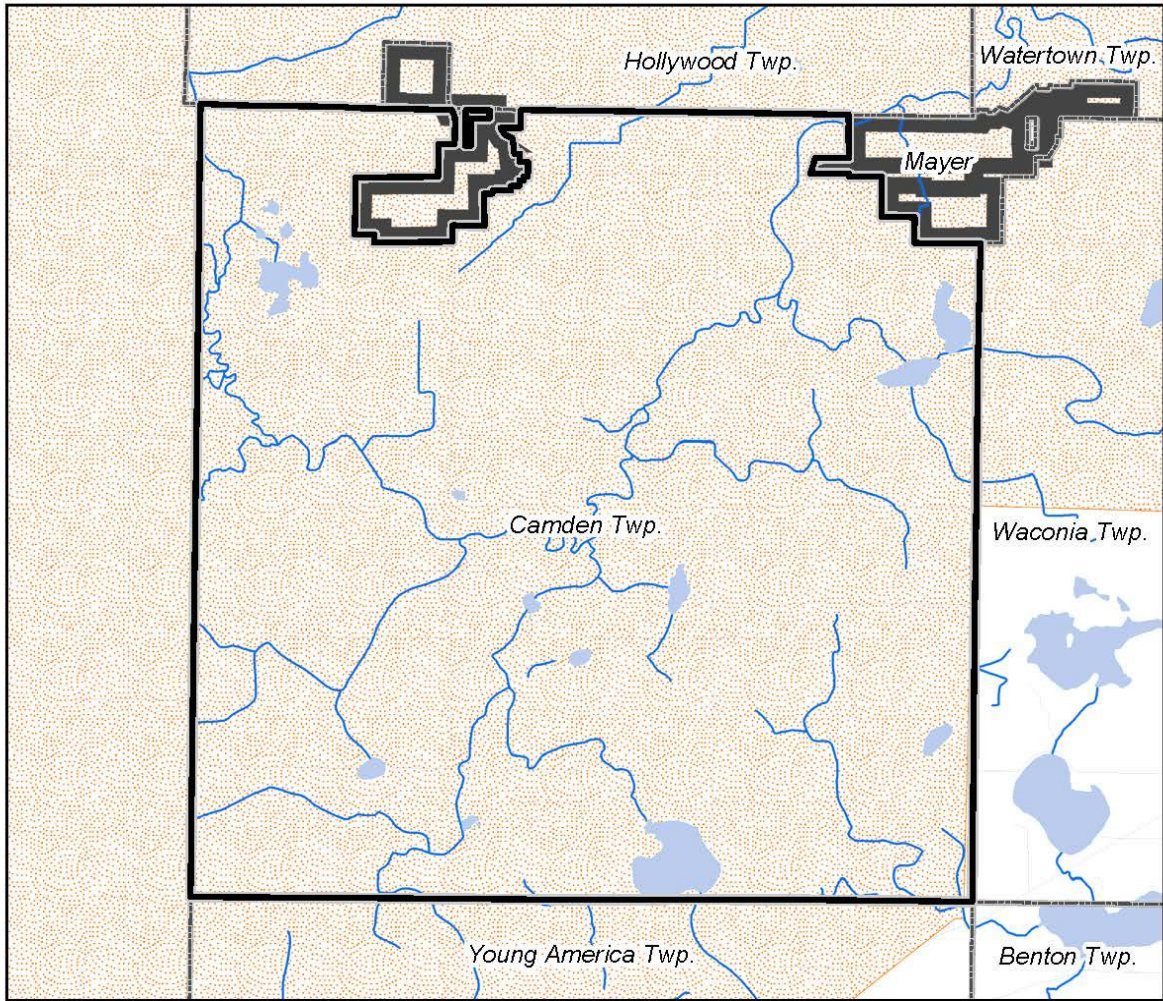 Hollywood Twp.
Watertown Twp.
Mayer
Camden Twp.
Waconia Twp.
Young America Twp.
Benton Twp.